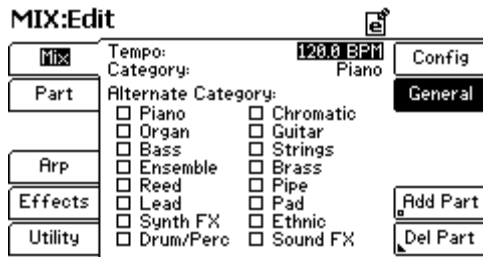 MIX:Edit
Mix
Part
Arp
Effects
Utility
Tempo: 120.0 BPM
Category: Piano
Alternate Category:
Piano Chromatic
Organ Guitar
Bass Strings
Ensemble Brass
Reed Pipe
Lead Pad
Synth FX Ethnic
Drum/Perc Sound FX
Config
General
Add Part
Del Part